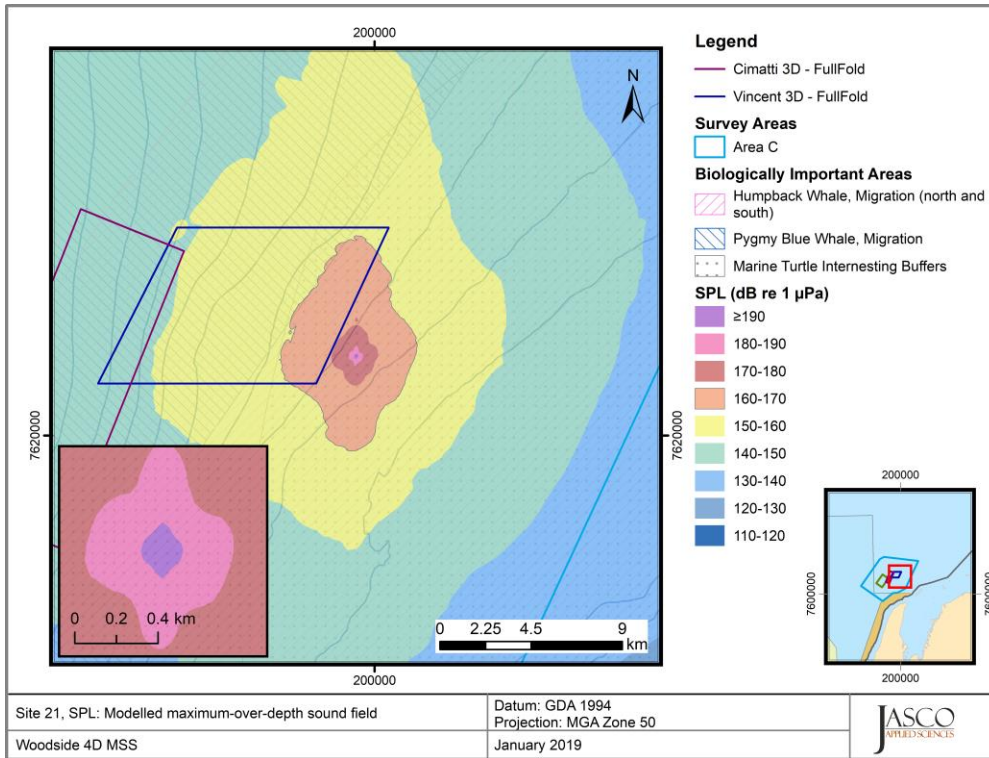 200000
N
7620000
7620000
0 0.2 0.4 km
0 2.25 4.5 9
km
200000
Legend
Cimatti 3D - FullFold
Vincent 3D - FullFold
Survey Areas
Area C
Biologically Important Areas
Humpback Whale, Migration (north and
south)
Pygmy Blue Whale, Migration
Marine Turtle Internesting Buffers
SPL (dB re 1 µPa)
≥190
180-190
170-180
160-170
150-160
140-150
130-140
120-130
110-120
200000
7600000
7600000
200000
Site 21, SPL: Modelled maximum-over-depth sound field
Datum: GDA 1994
Projection: MGA Zone 50
Woodside 4D MSS
January 2019
JASCO
APPLIED SCIENCES